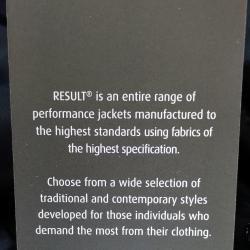 RESULT® is an entire range of
performance jackets manufactured to
the highest standards using fabrics of
the highest specification.
Choose from a wide selection of
traditional and contemporary styles
developed for those individuals who
demand the most from their clothing.